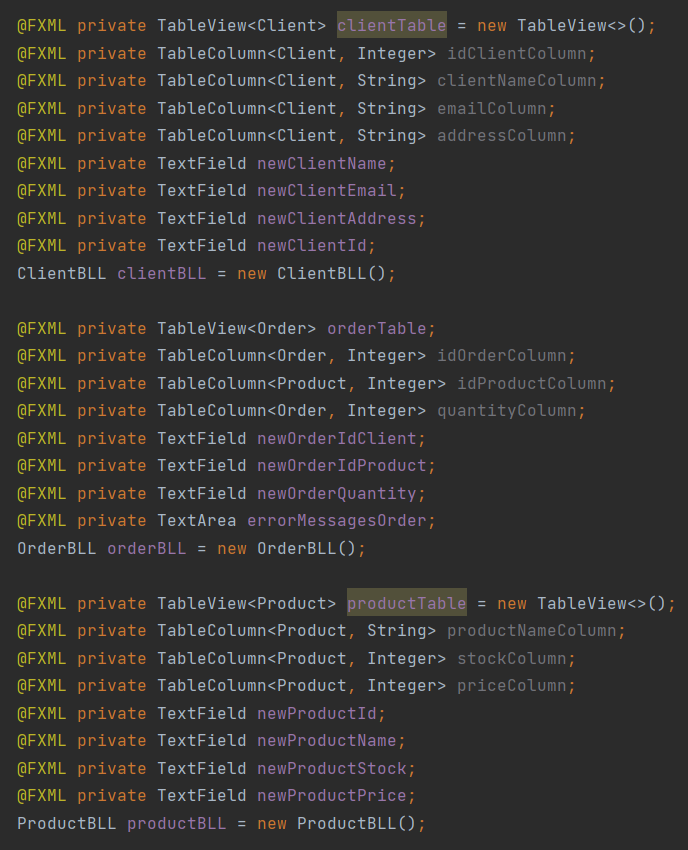 @FXML private TableView<Client> clientTable = new TableView<>();
@FXML private TableColumn<Client, Integer> idClientColumn;
@FXML private TableColumn<Client, String> clientNameColumn;
@FXML private TableColumn<Client, String> emailColumn;
@FXML private TableColumn<Client, String> addressColumn;
@FXML private TextField newClientName;
@FXML private TextField newClientEmail;
@FXML private TextField newClientAddress;
@FXML private TextField newClientId;
ClientBLL clientBLL = new ClientBLL();
@FXML private TableView<Order> orderTable;
@FXML private TableColumn<Order, Integer> idOrderColumn;
@FXML private TableColumn<Product, Integer> idProductColumn;
@FXML private TableColumn<Order, Integer> quantityColumn;
@FXML private TextField newOrderIdClient;
@FXML private TextField newOrderIdProduct;
@FXML private TextField newOrderQuantity;
@FXML private TextArea errorMessagesOrder;
OrderBLL orderBLL = new OrderBLL();
@FXML private TableView<Product> productTable = new TableView<>();
@FXML private TableColumn<Product, String> productNameColumn;
@FXML private TableColumn<Product, Integer> stockColumn;
@FXML private TableColumn<Product, Integer> priceColumn;
@FXML private TextField newProductId;
@FXML private TextField newProductName;
@FXML private TextField newProductStock;
@FXML private TextField newProductPrice;
ProductBLL productBLL = new ProductBLL();